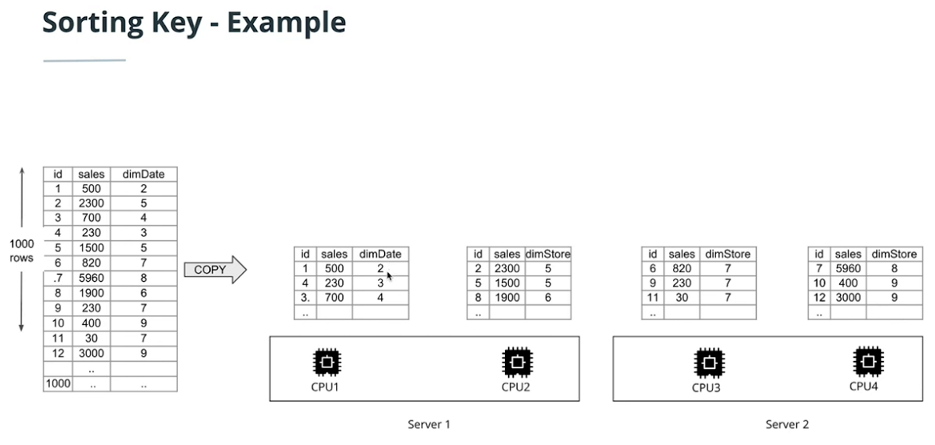 Sorting Key - Example
1000
rows
id sales dimDate
1 500 2
2 2300 5
3 700 4
4 230 3
5 1500 5
6 820 7
.7 5960 8
8 1900 6
9 230 7
10 400 9
11 30 7
12 3000 9
..
1000 .. ..
COPY
id sales dimDate
1 500 2
4 230 3
3. 700 4
..
id sales dimStore
2 2300 5
5 1500 5
8 1900 6
..
id sales dimStore
6 820 7
9 230 7
11 30 7
..
id sales dimStore
7 5960 8
10 400 9
12 3000 9
..
CPU1
CPU2
CPU3
CPU4
Server 1
Server 2